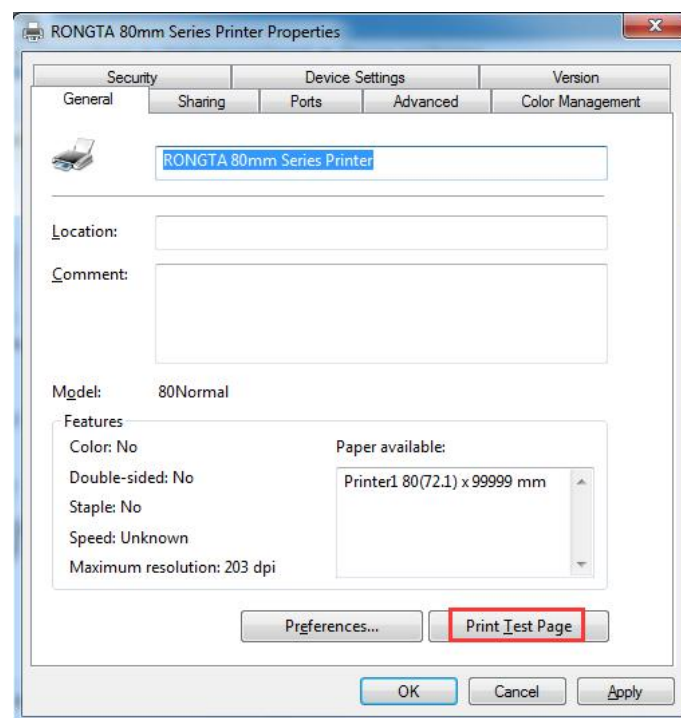 RONGTA 80mm Series Printer Properties
Security Device Settings Version
General Sharing Ports Advanced Color Management
RONGTA 80mm Series Printer
Location:
Comment:
Model: 80Normal
Features
Color: No Paper available:
Double-sided: No Printer1 80(72.1) x 99999 mm
Staple: No
Speed: Unknown
Maximum resolution: 203 dpi
Preferences... Print Test Page
OK Cancel Apply